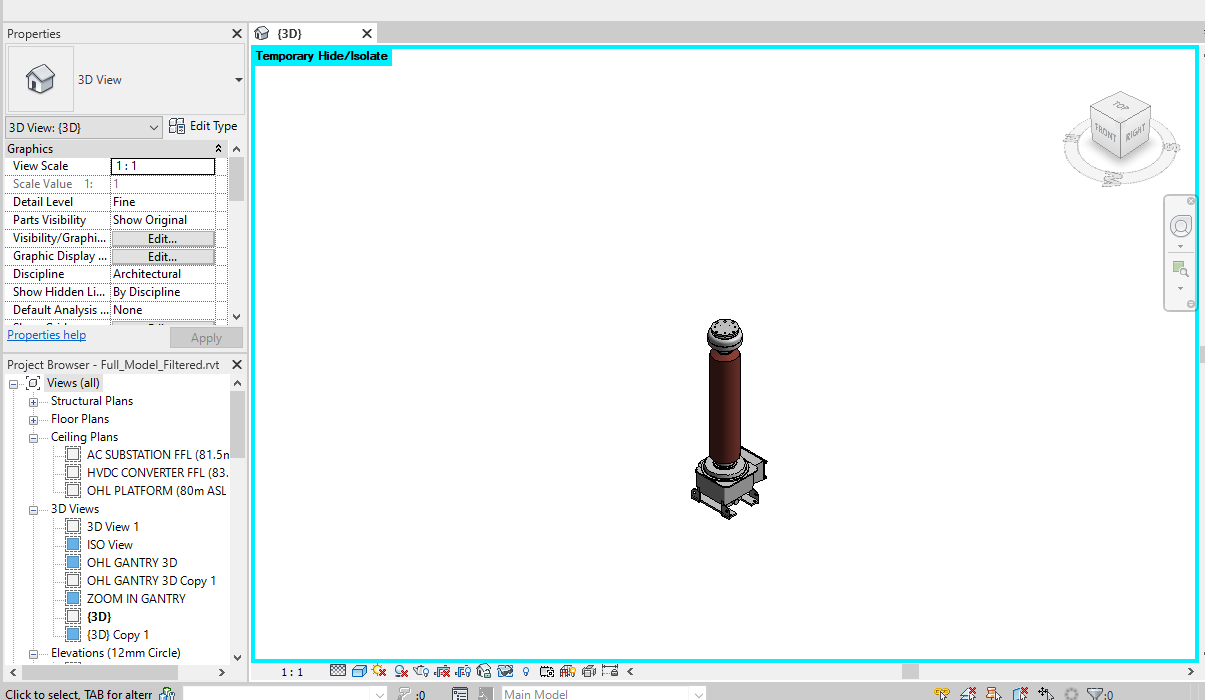 Properties
{3D}
Temporary Hide/Isolate
3D View
3D View: {3D}
Edit Type
Graphics
View Scale 1 : 1
Scale Value 1: 1
Detail Level Fine
Parts Visibility Show Original
Visibility/Graphi... Edit...
Graphic Display ... Edit...
Discipline Architectural
Show Hidden Li... By Discipline
Default Analysis ... None
Properties help
Apply
TOP
FRONT
RIGHT
Project Browser - Full_Model_Filtered.rvt
Views (all)
Structural Plans
Floor Plans
Ceiling Plans
AC SUBSTATION FFL (81.5m
HVDC CONVERTER FFL (83.
OHL PLATFORM (80m ASL
3D Views
3D View 1
ISO View
OHL GANTRY 3D
OHL GANTRY 3D Copy 1
ZOOM IN GANTRY
{3D}
{3D} Copy 1
Elevations (12mm Circle)
1 : 1
Click to select, TAB for altern
:0
Main Model
:0